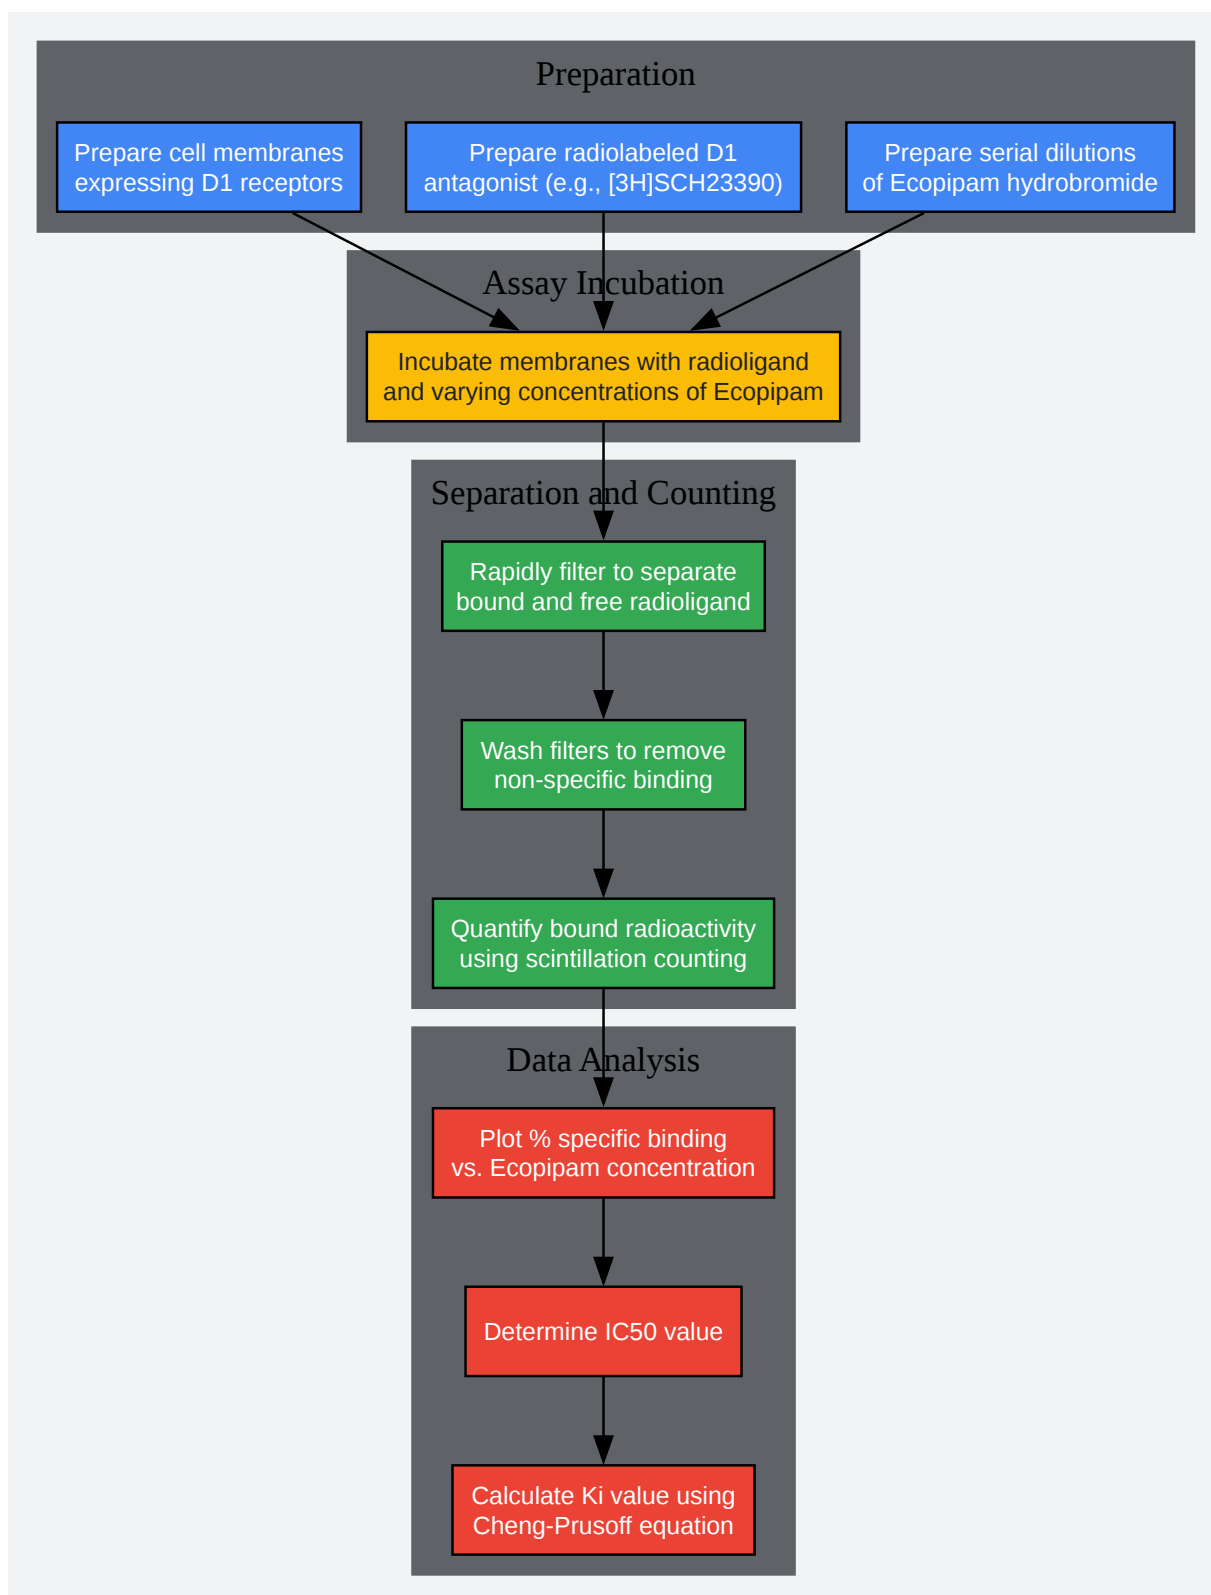 Preparation
Prepare cell membranes
expressing D1 receptors
Prepare radiolabeled D1
antagonist (e.g., [3H]SCH23390)
Prepare serial dilutions
of Ecopipam hydrobromide
Assay Incubation
Incubate membranes with radioligand
and varying concentrations of Ecopipam
Separation and Counting
Rapidly filter to separate
bound and free radioligand
Wash filters to remove
non-specific binding
Quantify bound radioactivity
using scintillation counting
Data Analysis
Plot % specific binding
vs. Ecopipam concentration
Determine IC50 value
Calculate Ki value using
Cheng-Prusoff equation